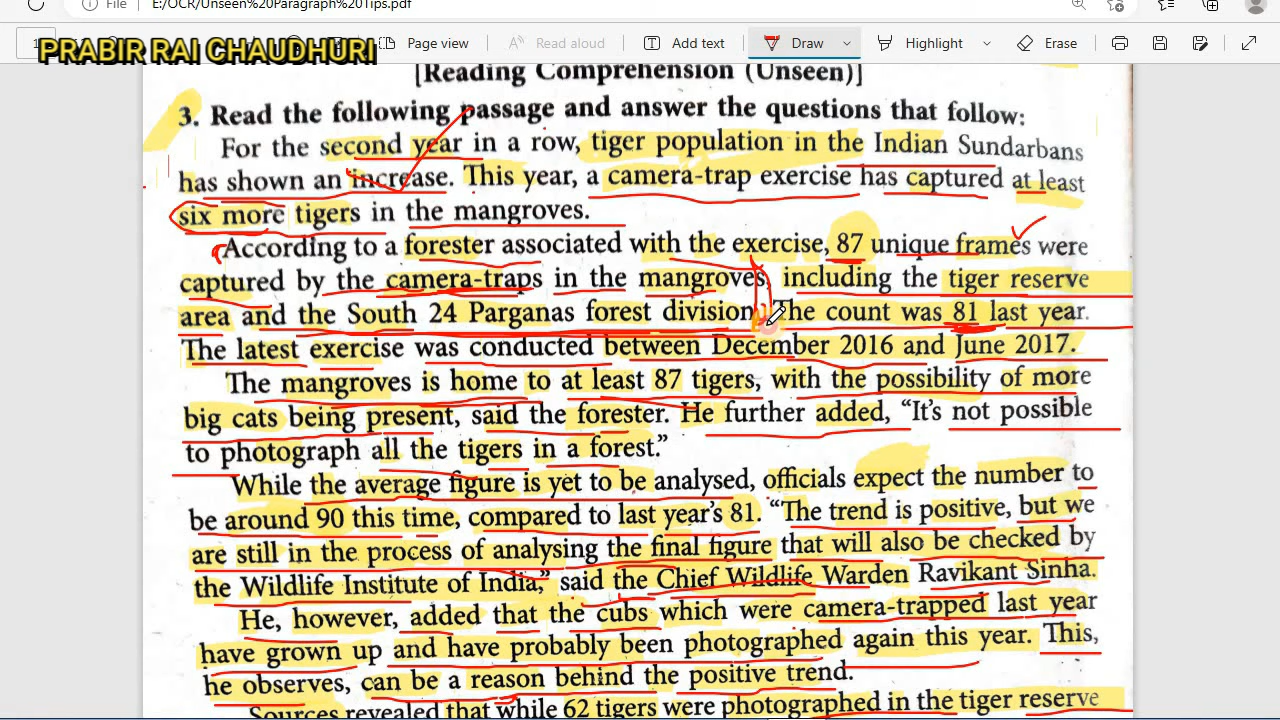 File | E:/OCR/Unseen%20Paragraph%20Tips.pdf
PRABIR RAI CHAUDHURI
Page view | Read aloud | Add text | Draw | Highlight | Erase
[Reading Comprehension (Unseen)]
3. Read the following passage and answer the questions that follow:
For the second year in a row, tiger population in the Indian Sundarbans
has shown an increase. This year, a camera-trap exercise has captured at least
six more tigers in the mangroves.
According to a forester associated with the exercise, 87 unique frames were
captured by the camera-traps in the mangroves, including the tiger reserve
area and the South 24 Parganas forest division. The count was 81 last year.
The latest exercise was conducted between December 2016 and June 2017.
The mangroves is home to at least 87 tigers, with the possibility of more
big cats being present, said the forester. He further added, “It’s not possible
to photograph all the tigers in a forest.”
While the average figure is yet to be analysed, officials expect the number to
be around 90 this time, compared to last year’s 81. “The trend is positive, but we
are still in the process of analysing the final figure that will also be checked by
the Wildlife Institute of India,” said the Chief Wildlife Warden Ravikant Sinha.
He, however, added that the cubs which were camera-trapped last year
have grown up and have probably been photographed again this year. This,
he observes, can be a reason behind the positive trend.
Sources revealed that while 62 tigers were photographed in the tiger reserve